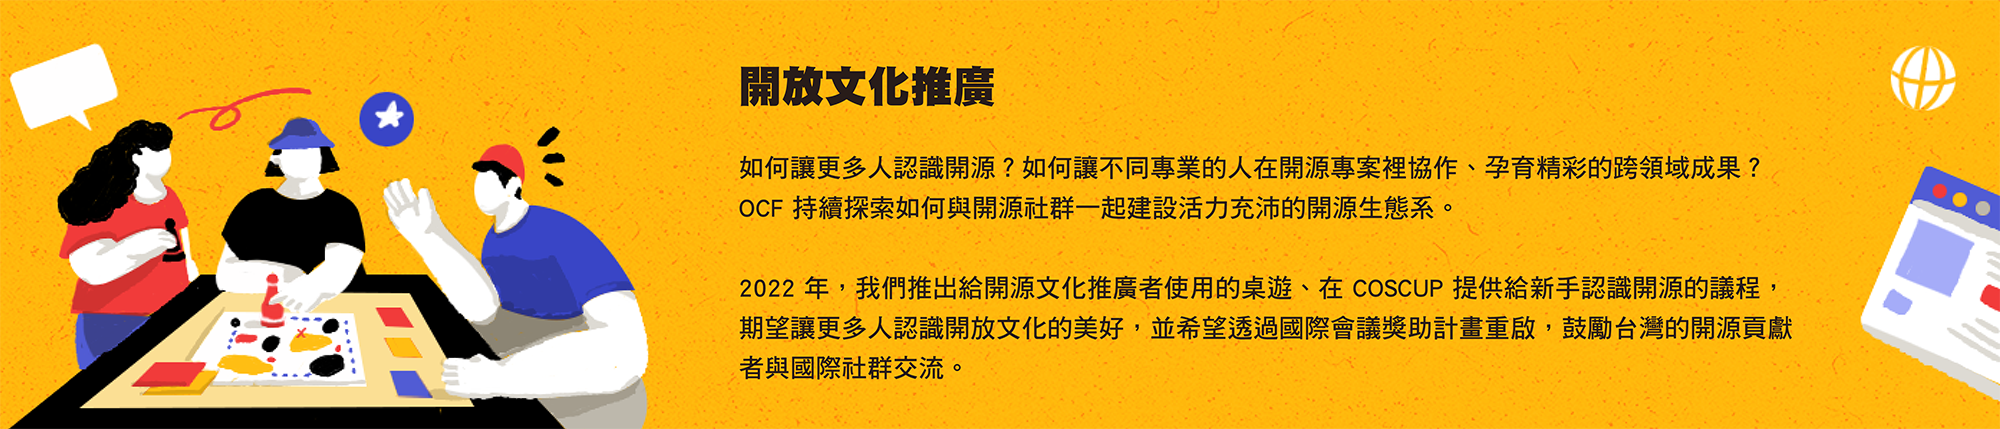 開放文化推廣
如何讓更多人認識開源？如何讓不同專業的人在開源專案裡協作、孕育精彩的跨領域成果？
OCF 持續探索如何與開源社群一起建設活力充沛的開源生態系。
2022 年，我們推出給開源文化推廣者使用的桌遊、在 COSCUP 提供給新手認識開源的議程，
期望讓更多人認識開放文化的美好，並希望透過國際會議獎助計畫重啟，鼓勵台灣的開源貢獻
者與國際社群交流。